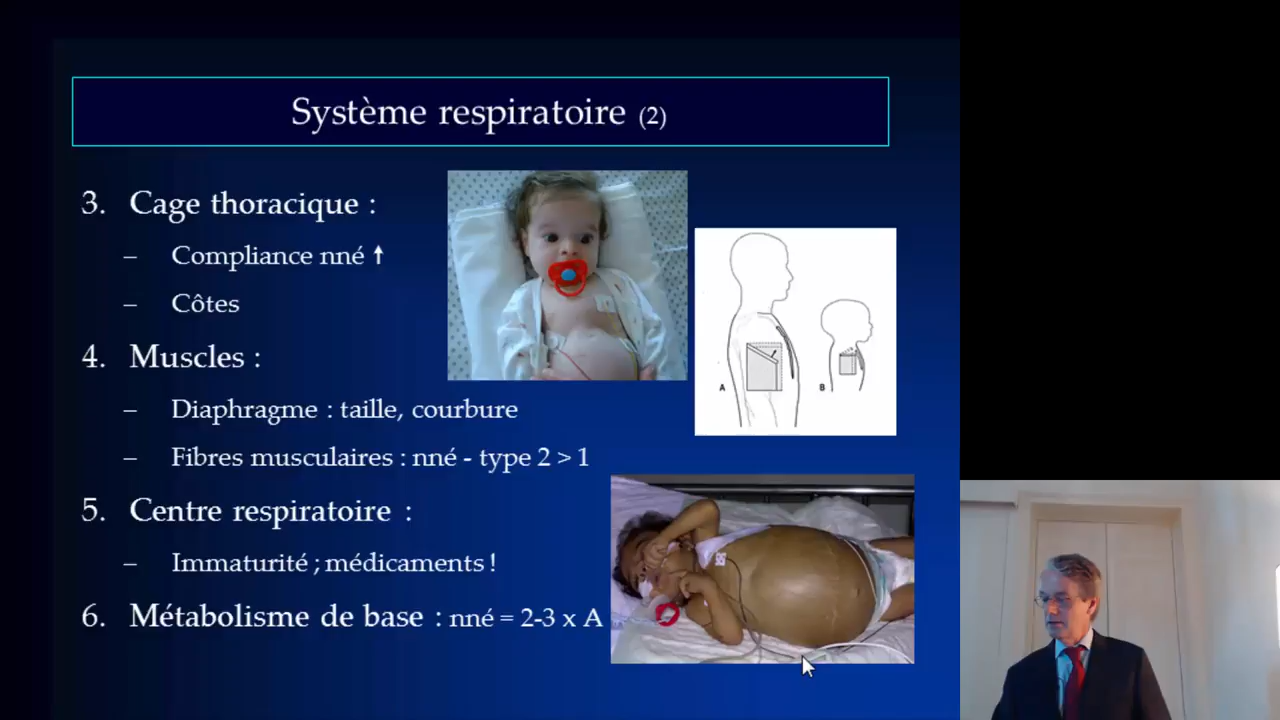 Système respiratoire (2)
3. Cage thoracique :
– Compliance nné ↑
– Côtes
4. Muscles :
– Diaphragme : taille, courbure
– Fibres musculaires : nné - type 2 > 1
5. Centre respiratoire :
– Immaturité ; médicaments !
6. Métabolisme de base : nné = 2-3 x A
A
B